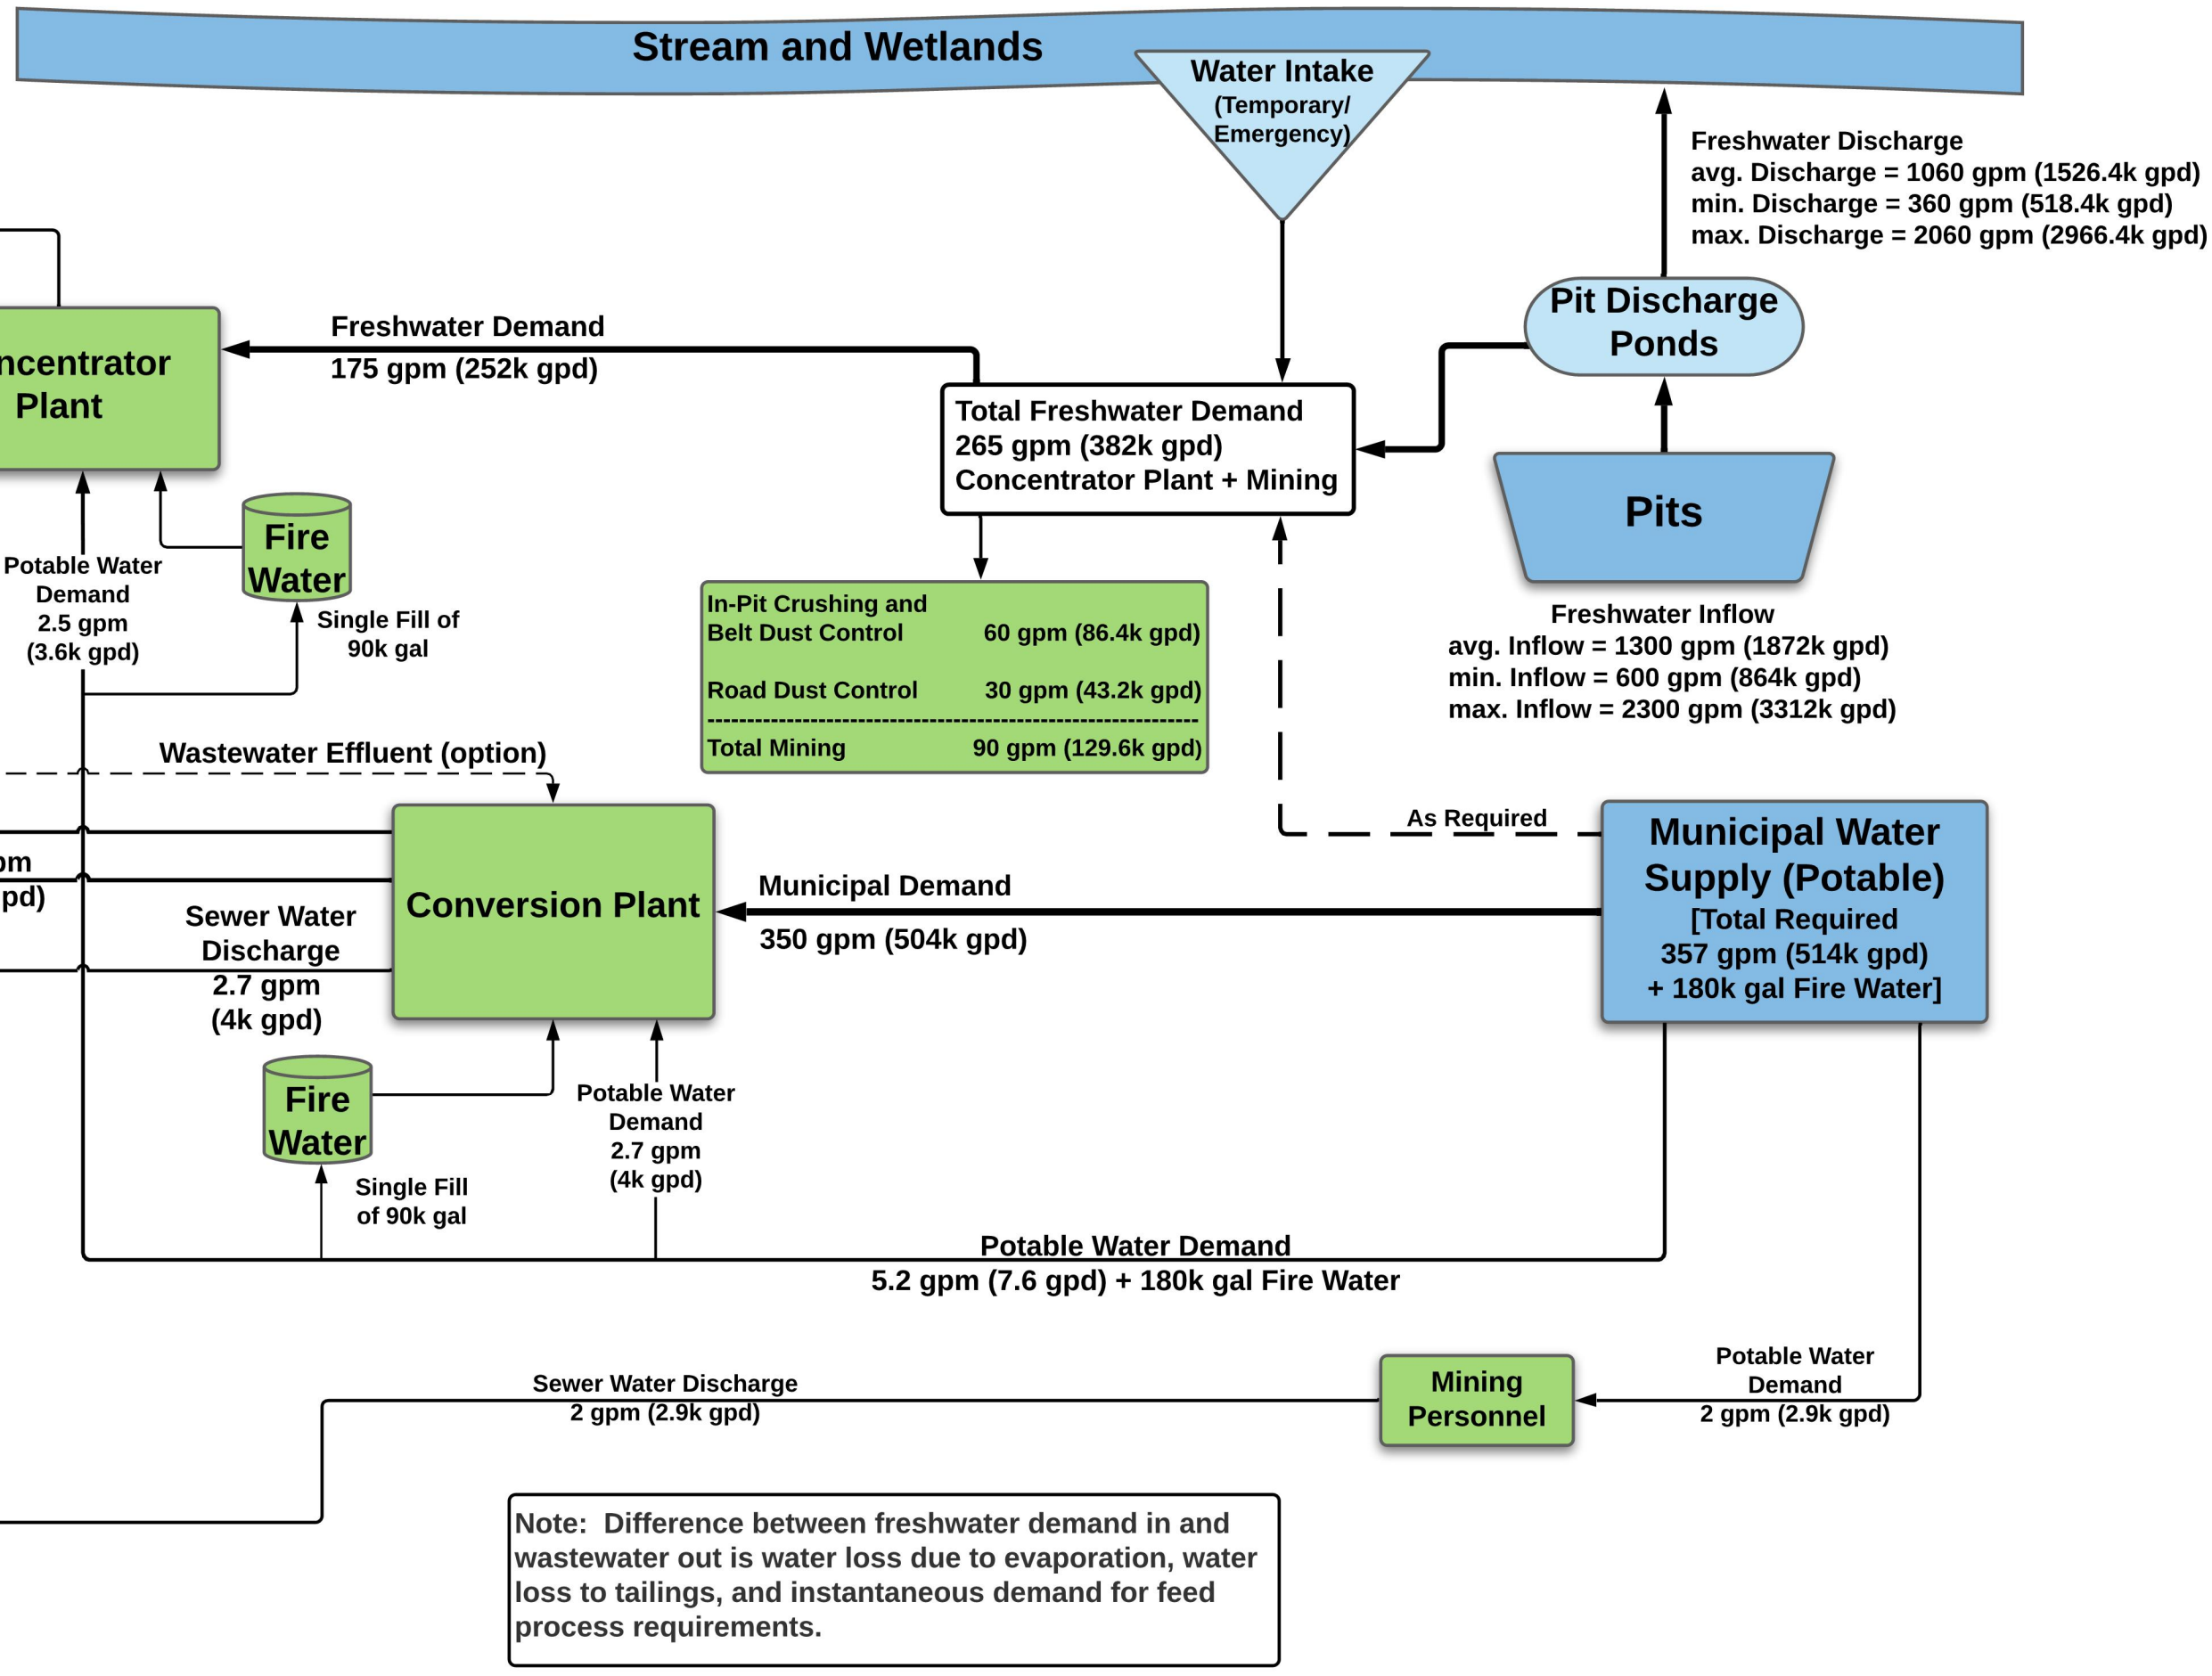 Stream and Wetlands
Water Intake
(Temporary/
Emergency)
Freshwater Discharge
avg. Discharge = 1060 gpm (1526.4k gpd)
min. Discharge = 360 gpm (518.4k gpd)
max. Discharge = 2060 gpm (2966.4k gpd)
Pit Discharge
Ponds
Freshwater Demand
175 gpm (252k gpd)
ncentrator
Plant
Total Freshwater Demand
265 gpm (382k gpd)
Concentrator Plant + Mining
Pits
Fire
Water
Potable Water
Demand
2.5 gpm
(3.6k gpd)
Single Fill of
90k gal
In-Pit Crushing and
Belt Dust Control 60 gpm (86.4k gpd)
Road Dust Control 30 gpm (43.2k gpd)
--------------------------------------------------------------
Total Mining 90 gpm (129.6k gpd)
Freshwater Inflow
avg. Inflow = 1300 gpm (1872k gpd)
min. Inflow = 600 gpm (864k gpd)
max. Inflow = 2300 gpm (3312k gpd)
Wastewater Effluent (option)
As Required
Municipal Water
Supply (Potable)
[Total Required
357 gpm (514k gpd)
+ 180k gal Fire Water]
pm
pd)
Conversion Plant
Municipal Demand
350 gpm (504k gpd)
Sewer Water
Discharge
2.7 gpm
(4k gpd)
Fire
Water
Potable Water
Demand
2.7 gpm
(4k gpd)
Single Fill
of 90k gal
Potable Water Demand
5.2 gpm (7.6 gpd) + 180k gal Fire Water
Sewer Water Discharge
2 gpm (2.9k gpd)
Mining
Personnel
Potable Water
Demand
2 gpm (2.9k gpd)
Note:  Difference between freshwater demand in and
wastewater out is water loss due to evaporation, water
loss to tailings, and instantaneous demand for feed
process requirements.